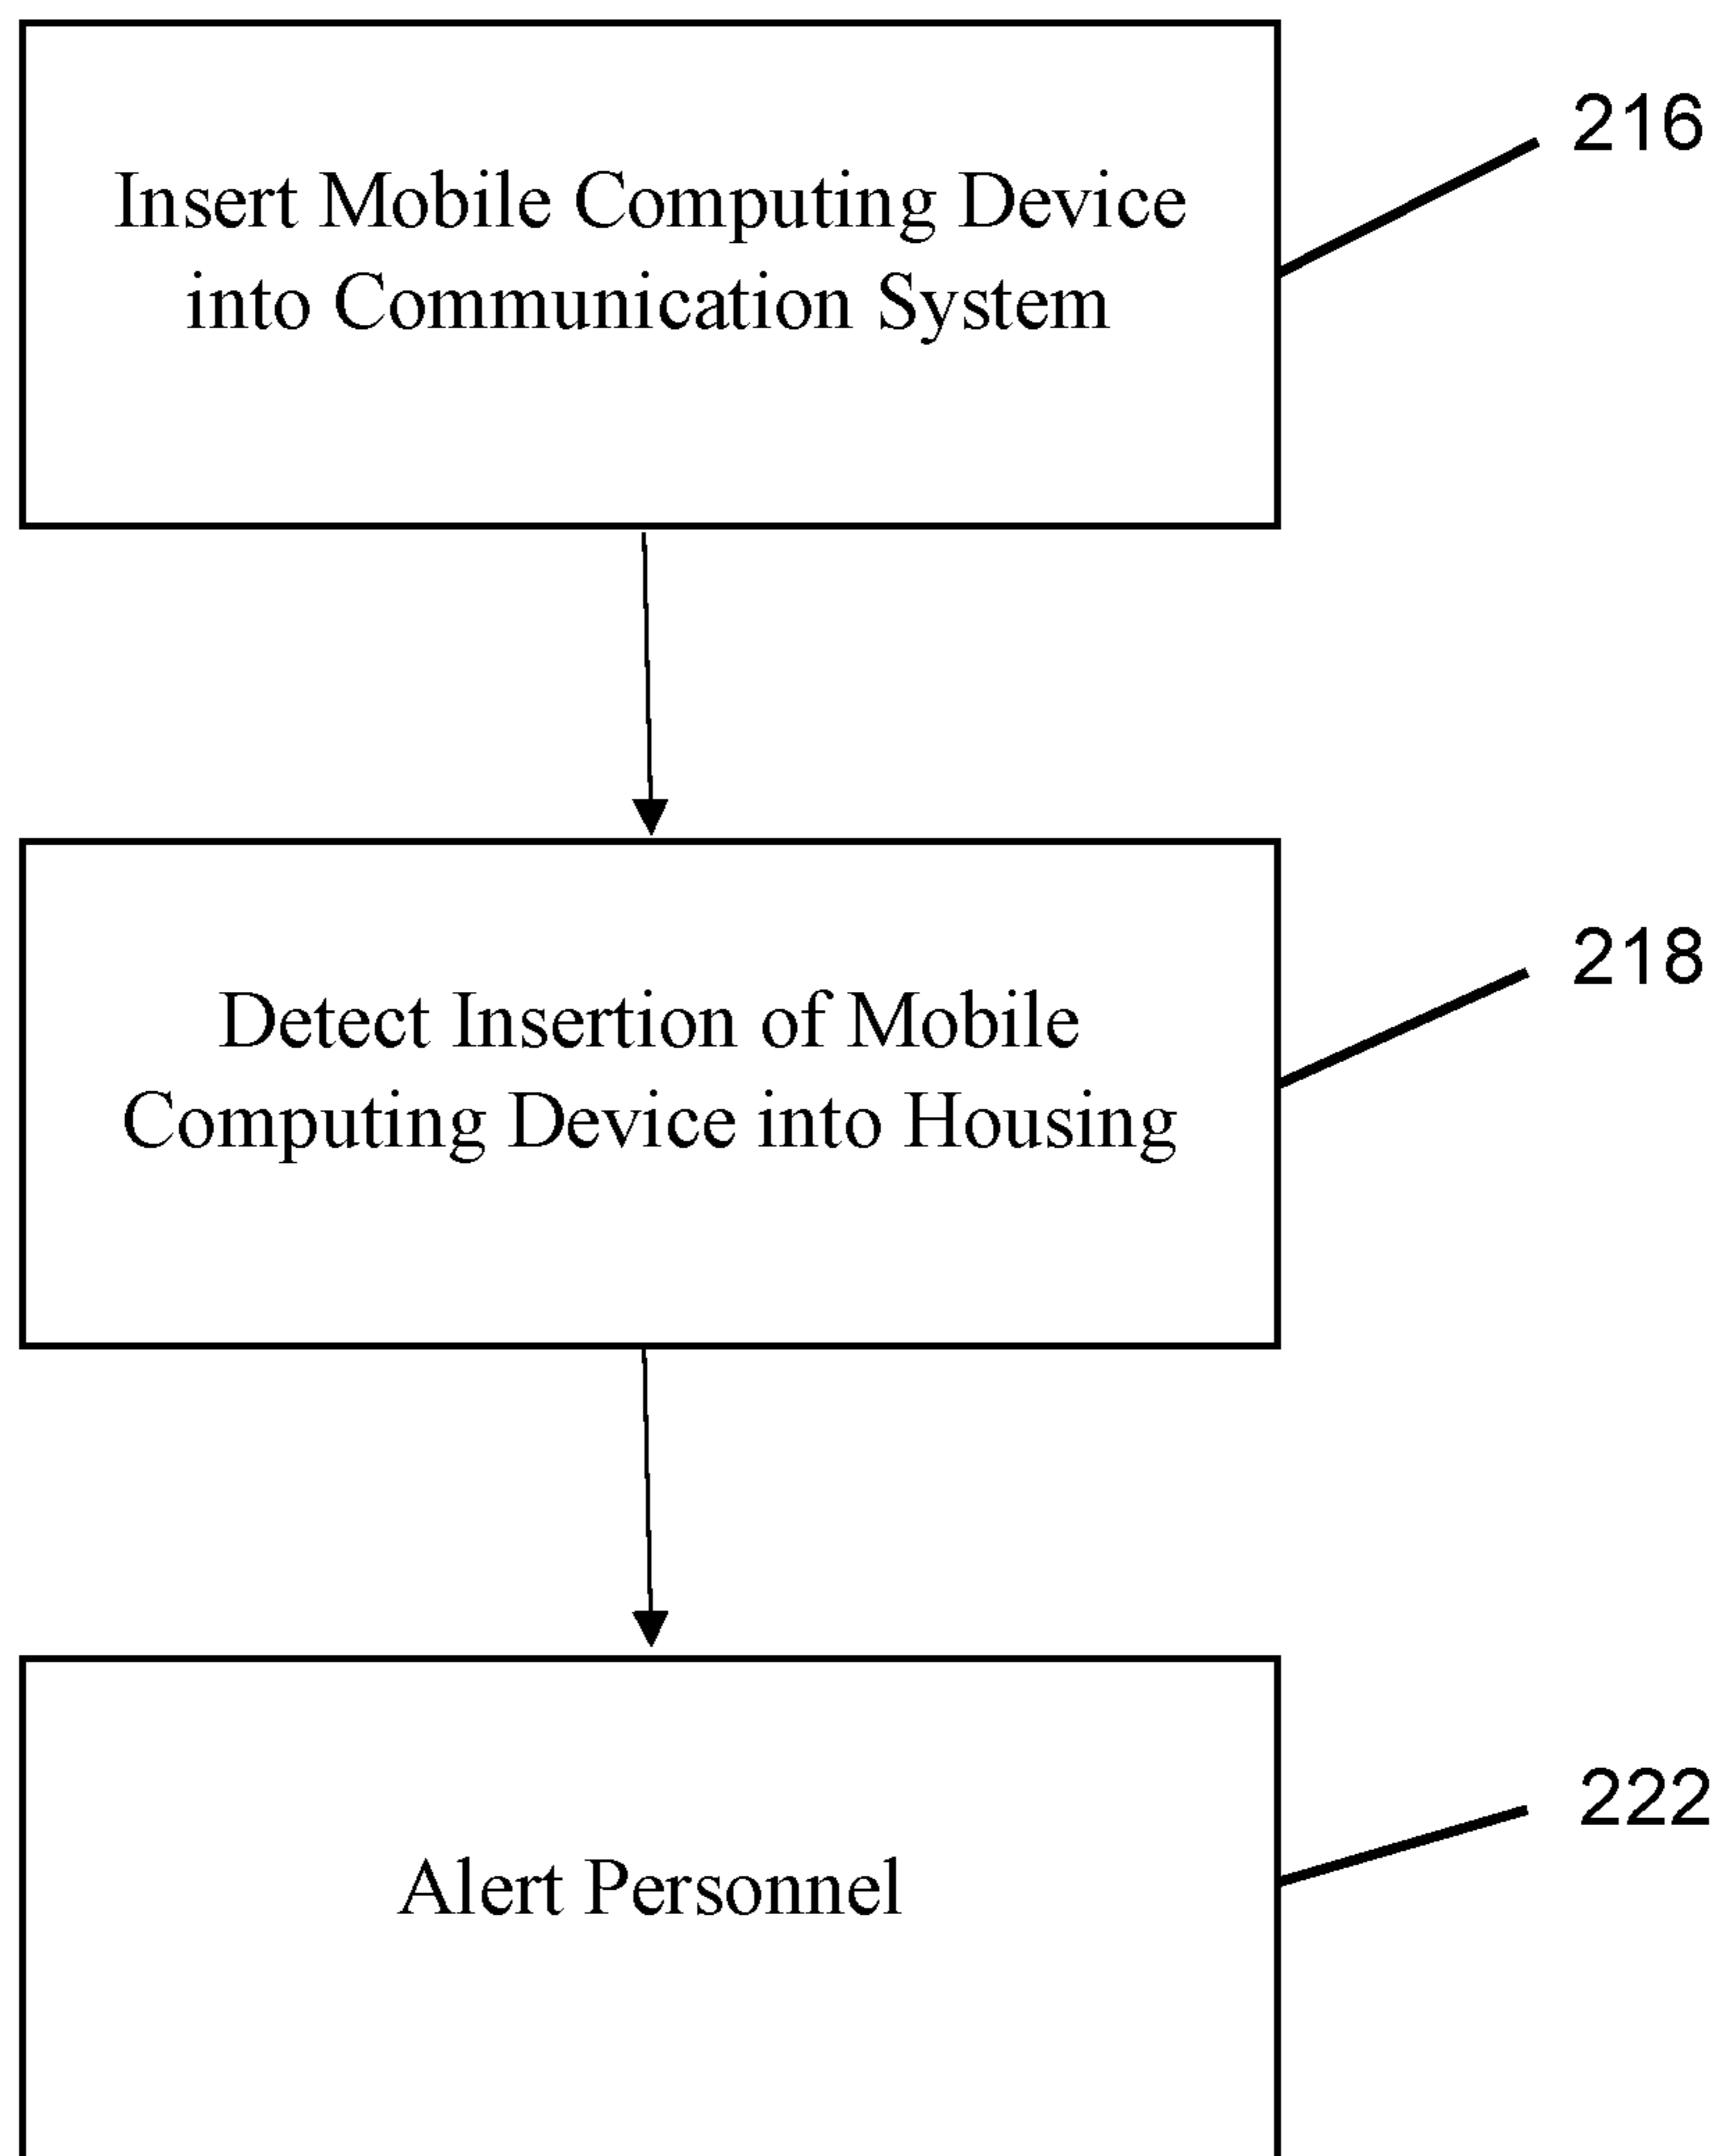 216
Insert Mobile Computing Device
into Communication System
218
Detect Insertion of Mobile
Computing Device into Housing
222
Alert Personnel